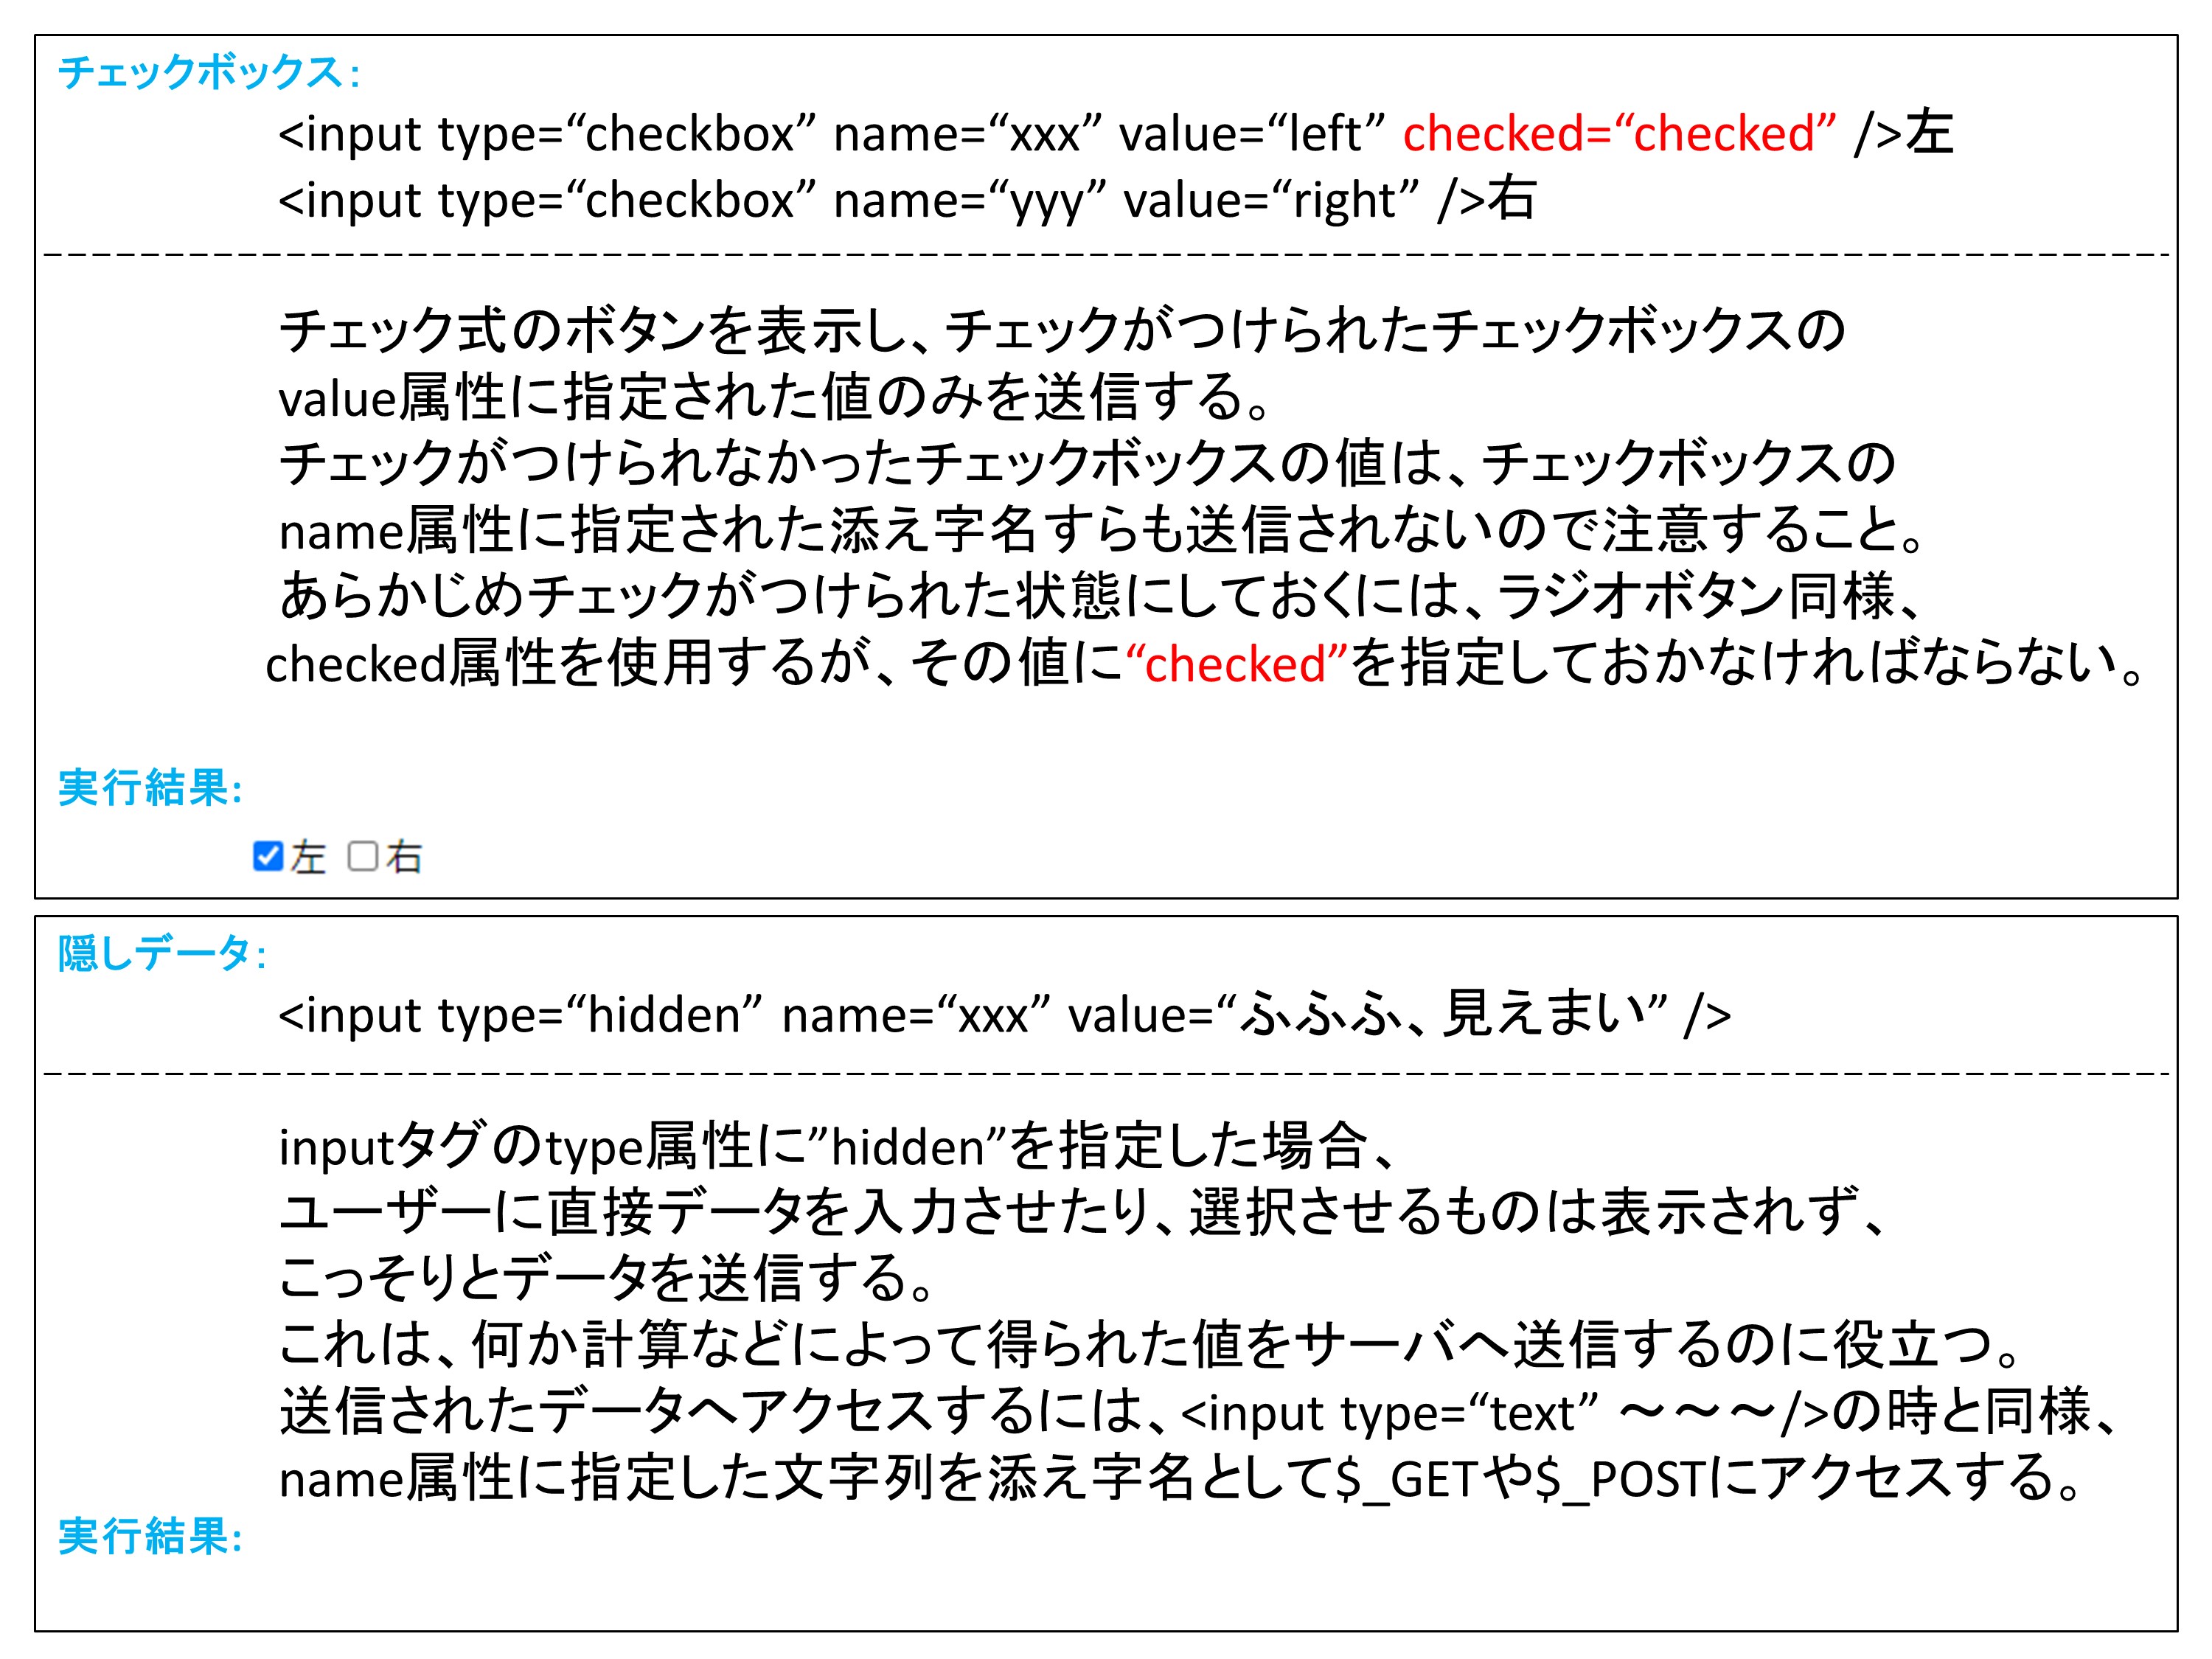 チェックボックス：
<input type=“checkbox” name=“xxx” value=“left” checked=“checked” />左
<input type=“checkbox” name=“yyy” value=“right” />右
チェック式のボタンを表示し、チェックがつけられたチェックボックスの
value属性に指定された値のみを送信する。
チェックがつけられなかったチェックボックスの値は、チェックボックスの
name属性に指定された添え字名すらも送信されないので注意すること。
あらかじめチェックがつけられた状態にしておくには、ラジオボタン同様、
checked属性を使用するが、その値に“checked”を指定しておかなければならない。
実行結果:
左 右
隠しデータ：
<input type=“hidden” name=“xxx” value=“ふふふ、見えまい” />
inputタグのtype属性に”hidden”を指定した場合、
ユーザーに直接データを入力させたり、選択させるものは表示されず、
こっそりとデータを送信する。
これは、何か計算などによって得られた値をサーバへ送信するのに役立つ。
送信されたデータへアクセスするには、<input type=“text” ～～～/>の時と同様、
name属性に指定した文字列を添え字名として$_GETや$_POSTにアクセスする。
実行結果: